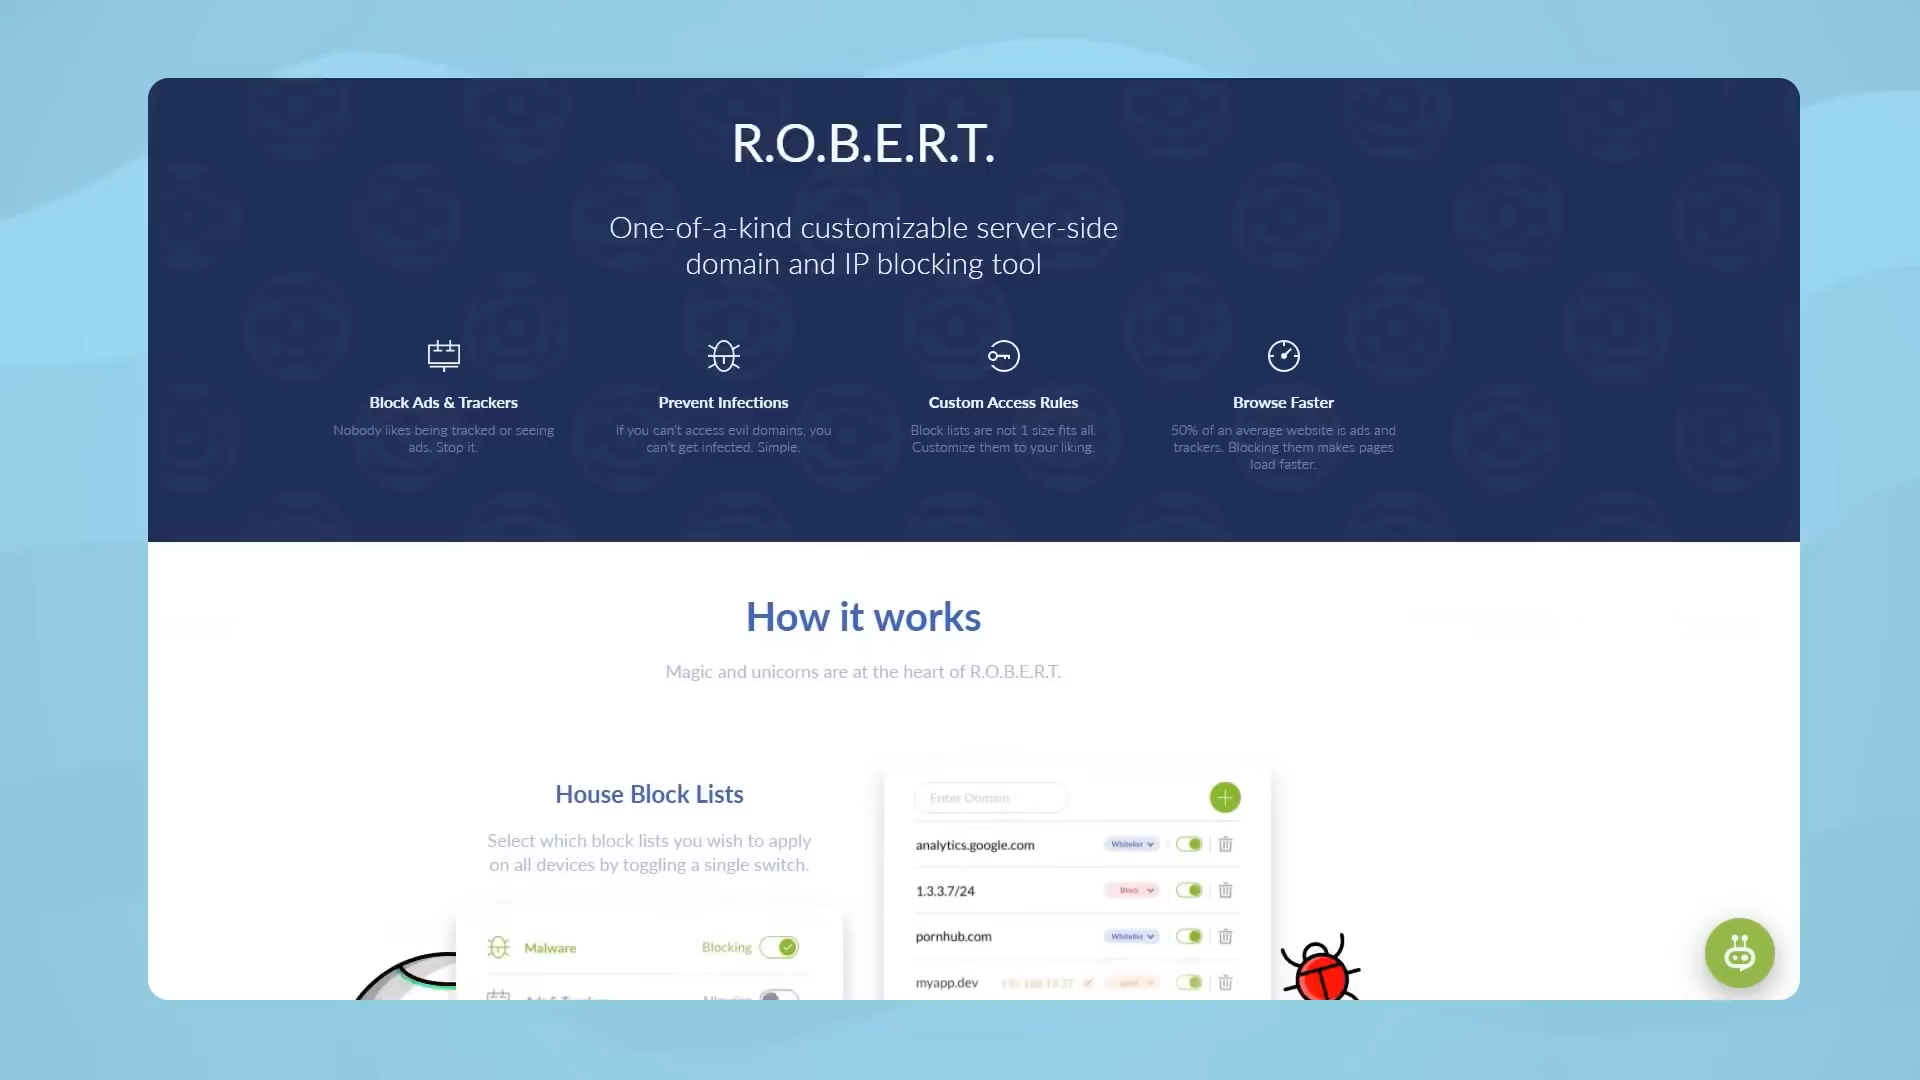 R.O.B.E.R.T.
One-of-a-kind customizable server-side
domain and IP blocking tool
Block Ads & Trackers
Nobody likes being tracked or seeing
ads. Stop it.
Prevent Infections
If you can't access evil domains, you
can't get infected. Simple.
Custom Access Rules
Block lists are not 1 size fits all.
Customize them to your liking.
Browse Faster
50% of an average website is ads and
trackers. Blocking them makes pages
load faster.
How it works
Magic and unicorns are at the heart of R.O.B.E.R.T.
House Block Lists
Select which block lists you wish to apply
on all devices by toggling a single switch.
Malware Blocking
Enter Domain
analytics.google.com Whitelist
1.3.3.7/24 Block
pornhub.com Whitelist
myapp.dev